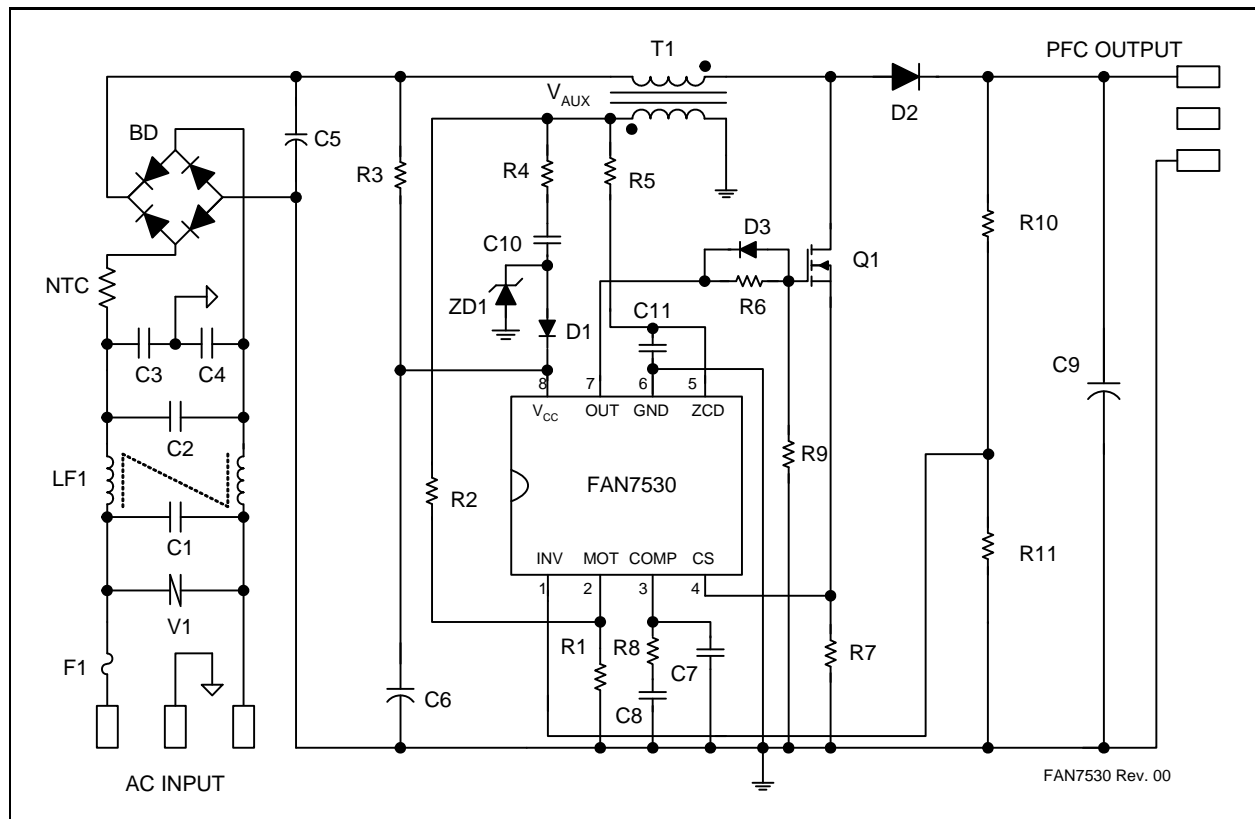 T1
PFC OUTPUT
VAUX
D2
BD
C5
R3
R4
R5
R10
D3
C10
Q1
NTC
ZD1
R6
D1
C11
C3
C4
C9
8
7
6
5
VCC
OUT
GND
ZCD
C2
R9
LF1
R2
FAN7530
C1
R11
INV
MOT
COMP
CS
1
2
3
4
V1
R1
R8
R7
F1
C7
C6
C8
AC INPUT
FAN7530 Rev. 00